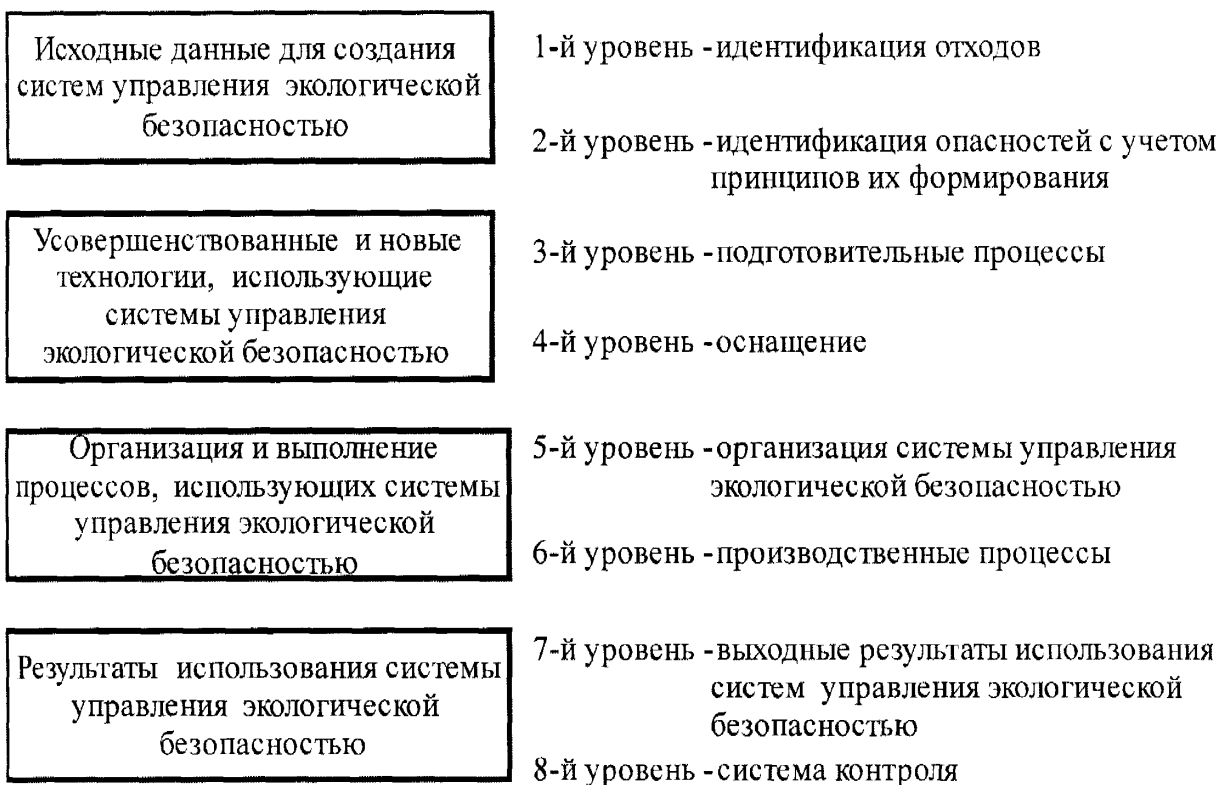 Исходные данные для создания
систем управления экологической
безопасностью
1-й уровень - идентификация отходов
2-й уровень - идентификация опасностей с учетом
принципов их формирования
Усовершенствованные и новые
технологии, использующие
системы управления
экологической безопасностью
3-й уровень - подготовительные процессы
4-й уровень - оснащение
Организация и выполнение
процессов, использующих системы
управления экологической
безопасностью
5-й уровень - организация системы управления
экологической безопасностью
6-й уровень - производственные процессы
Результаты использования системы
управления экологической
безопасностью
7-й уровень - выходные результаты использования
систем управления экологической
безопасностью
8-й уровень - система контроля